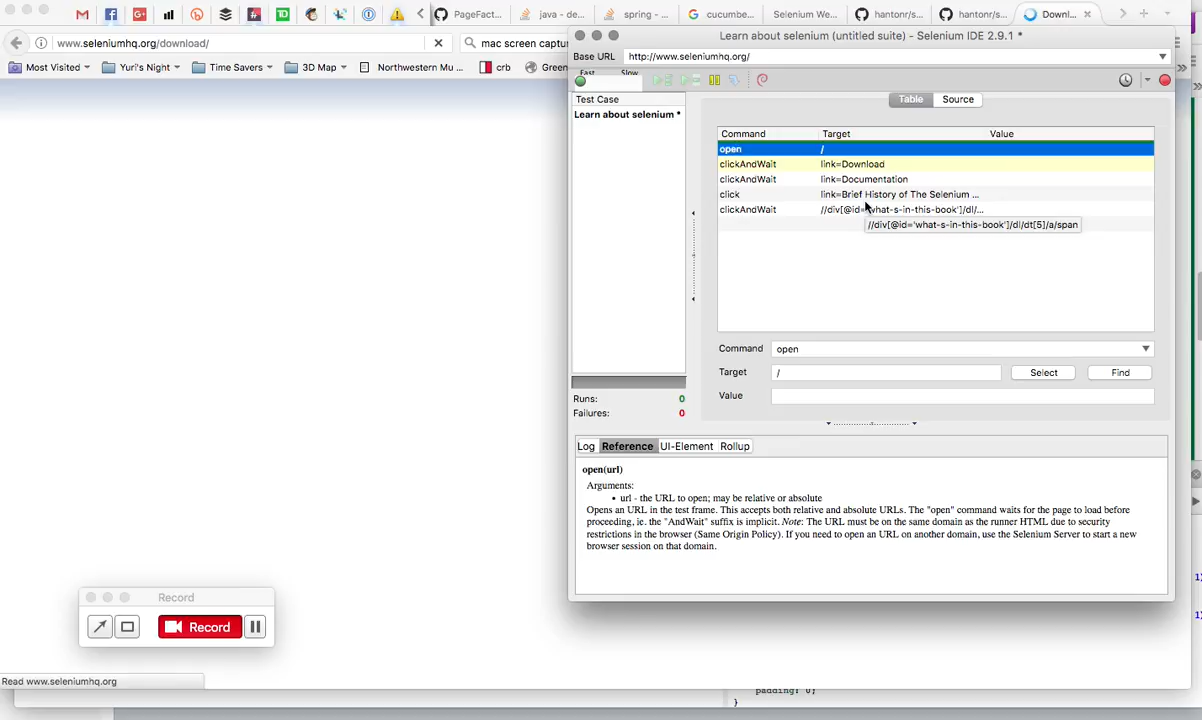 PageFact...
java - de...
spring - ...
cucumbe...
Selenium We...
hantonr/s...
hantonr/s...
Downl...
www.seleniumhq.org/download/
mac screen captu
Most Visited
Yuri's Night
Time Savers
3D Map
Northwestern Mu...
crb
Green
Learn about selenium (untitled suite) - Selenium IDE 2.9.1 *
Base URL
http://www.seleniumhq.org/
Fast Slow
Test Case
Learn about selenium *
Table
Source
Command Target Value
open /
clickAndWait link=Download
clickAndWait link=Documentation
click link=Brief History of The Selenium ...
clickAndWait //div[@id='what-s-in-this-book']/dl/...
//div[@id='what-s-in-this-book']/dl/dt[5]/a/span
Command open
Target / Select Find
Value
Runs: 0
Failures: 0
Log Reference UI-Element Rollup
open(url)
Arguments:
• url - the URL to open; may be relative or absolute
Opens an URL in the test frame. This accepts both relative and absolute URLs. The "open" command waits for the page to load before
proceeding, ie. the "AndWait" suffix is implicit. Note: The URL must be on the same domain as the runner HTML due to security
restrictions in the browser (Same Origin Policy). If you need to open an URL on another domain, use the Selenium Server to start a new
browser session on that domain.
1)
Record
Record
1)
Read www.seleniumhq.org
padding: 0;
}